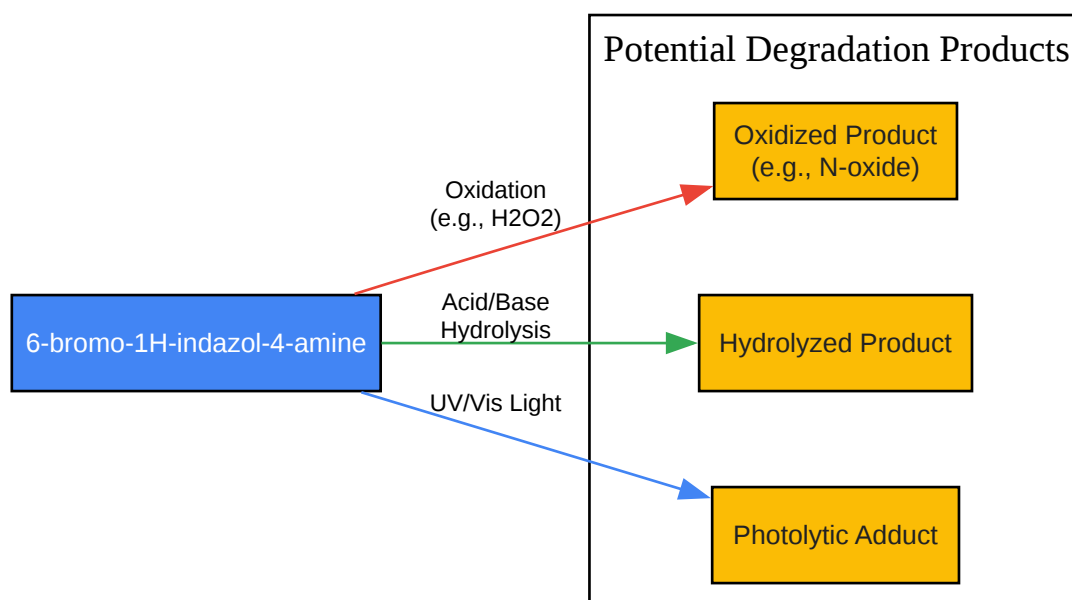 Potential Degradation Products
Oxidized Product
(e.g., N-oxide)
Oxidation
(e.g., H2O2)
Acid/Base
Hydrolysis
6-bromo-1H-indazol-4-amine
Hydrolyzed Product
UV/Vis Light
Photolytic Adduct